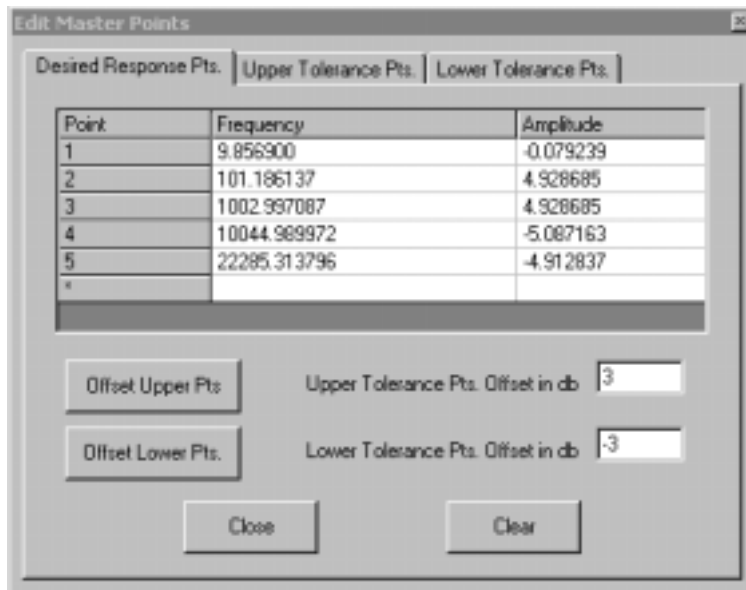 Edit Master Points
Desired Response Pts. Upper Tolerance Pts. Lower Tolerance Pts.
Point Frequency Amplitude
1 9.856900 -0.079239
2 101.186137 4.928685
3 1002.997087 4.928685
4 10044.989972 -5.087163
5 22285.313796 -4.912837
*
Offset Upper Pts Upper Tolerance Pts. Offset in db 3
Offset Lower Pts. Lower Tolerance Pts. Offset in db -3
Close Clear